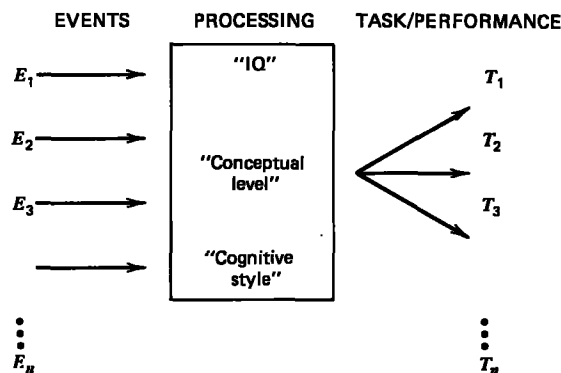 EVENTS PROCESSING TASK/PERFORMANCE
E1 "IQ" T1
E2 T2
"Conceptual
level"
E3 T3
"Cognitive
style"
En Tn